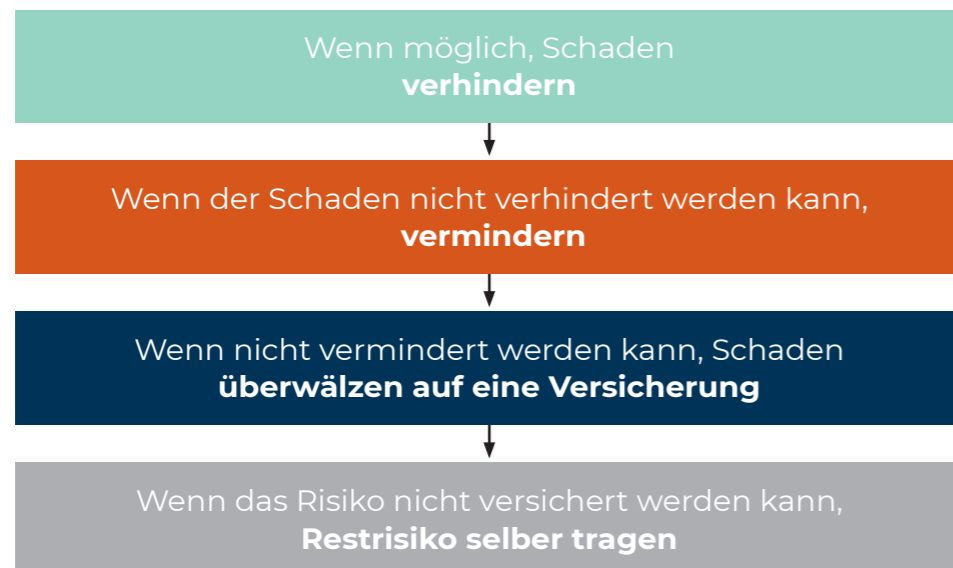 Wenn möglich, Schaden
verhindern
Wenn der Schaden nicht verhindert werden kann,
vermindern
Wenn nicht vermindert werden kann, Schaden
überwälzen auf eine Versicherung
Wenn das Risiko nicht versichert werden kann,
Restrisiko selber tragen